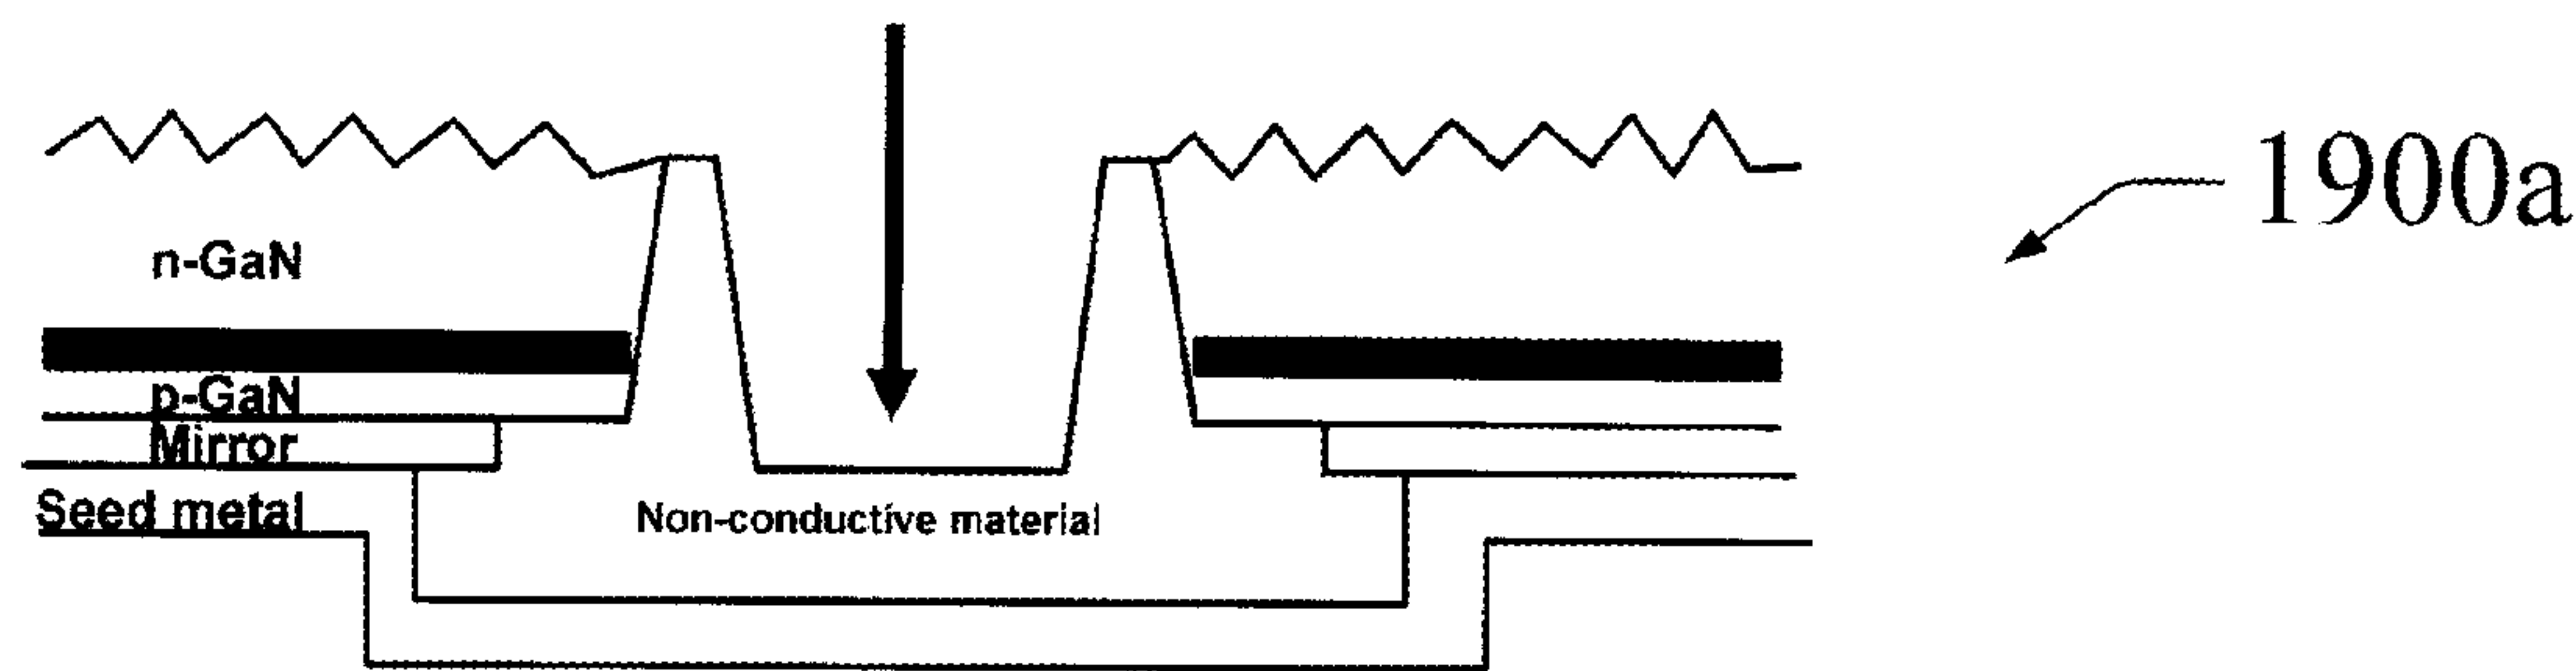 1900a
n-GaN
p-GaN
Mirror
Seed metal
Non-conductive material